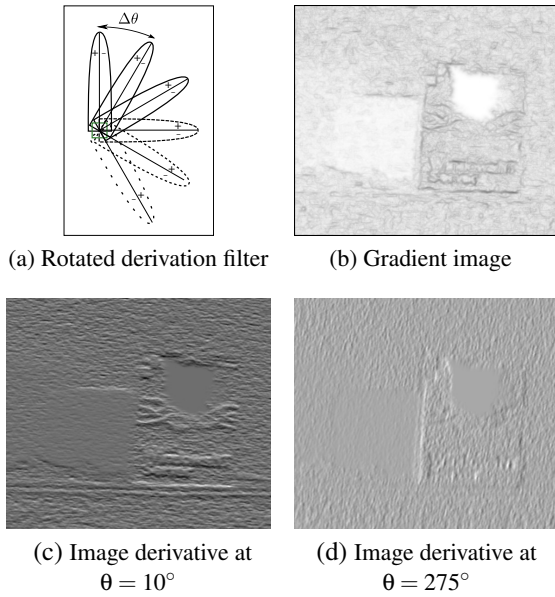 Δθ
(a) Rotated derivation filter
(b) Gradient image
(c) Image derivative at
θ = 10°
(d) Image derivative at
θ = 275°